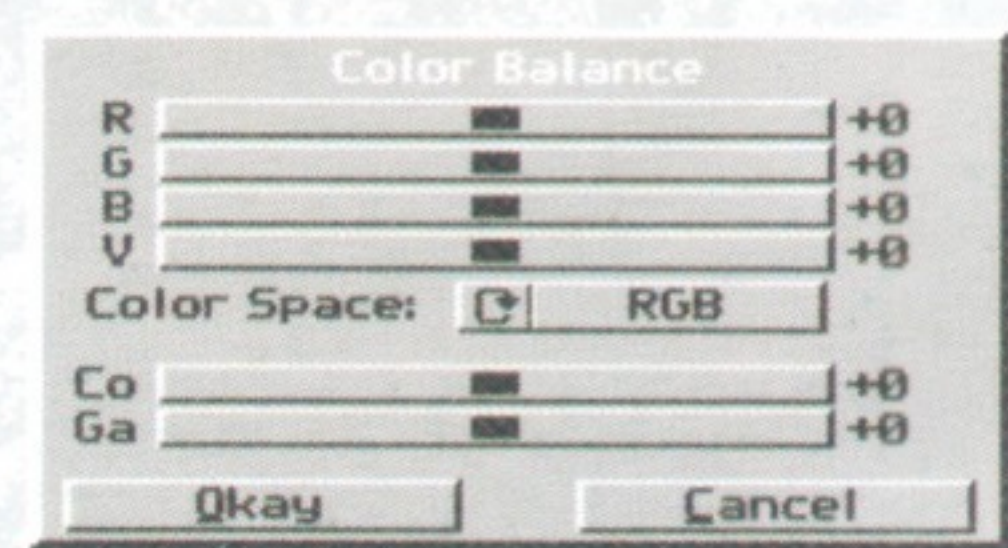 Color Balance
R +0
G +0
B +0
V +0
Color Space: RGB
Co +0
Ga +0
Okay Cancel